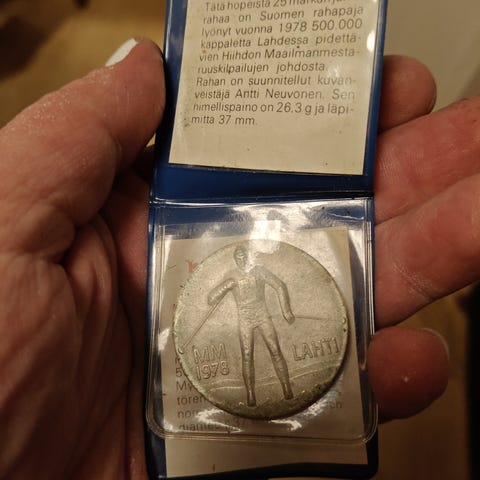 Tätä hopeista 25 markan
rahaa on Suomen rahapaja
lyönyt vuonna 1978 500.000
kappaletta Lahdessa pidettä-
vien Hiihdon Maailmanmesta-
ruuskilpailujen johdosta.
Rahan on suunnitellut kuvan-
veistäjä Antti Neuvonen. Sen
nimellispaino on 26,3 g ja läpi-
mitta 37 mm.
MM LAHTI
1978